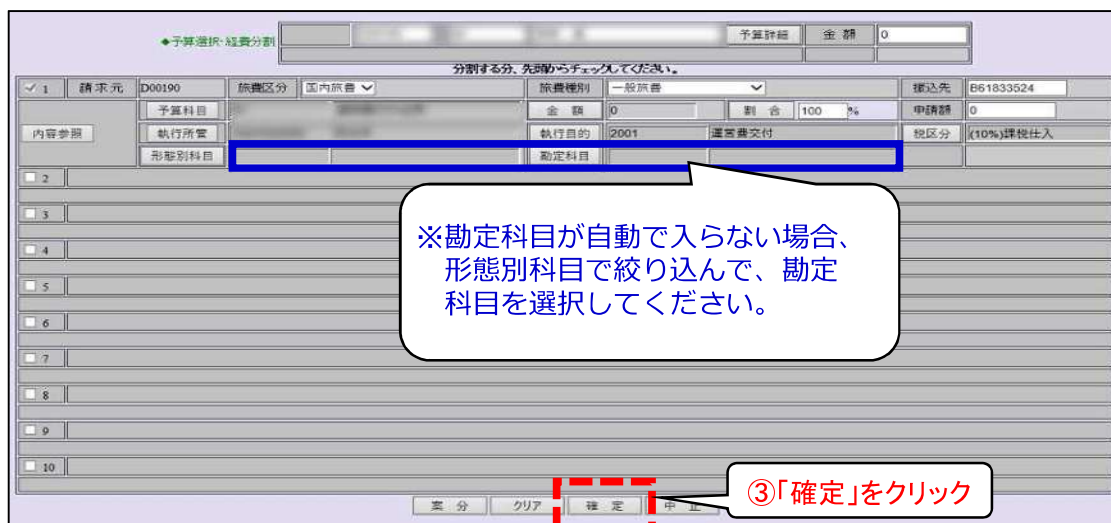 ◆予算選択・経費分割 予算詳細 金額 0
分割する分、先頭からチェックしてください。
1 請求元 D00190 旅費区分 国内旅費 旅費種別 一般旅費 振込先 B61833524
予算科目 金額 0 割合 100 % 申請額 0
内容参照 執行所管 執行目的 2001 運営費交付 税区分 (10%)課税仕入
形態別科目 勘定科目
2
※勘定科目が自動で入らない場合、
形態別科目で絞り込んで、勘定
科目を選択してください。
3
4
5
6
7
8
9
10
案分 クリア 確定 中止
③「確定」をクリック